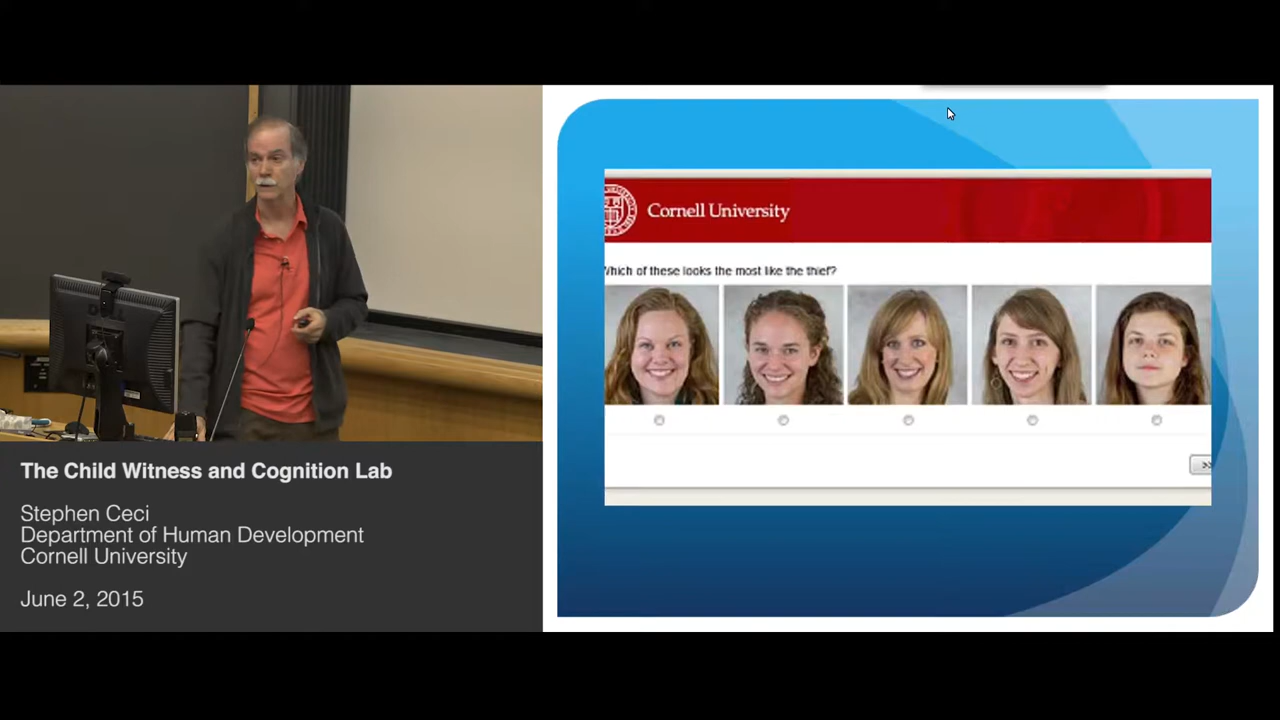 The Child Witness and Cognition Lab
Stephen Ceci
Department of Human Development
Cornell University
June 2, 2015
Cornell University
Which of these looks the most like the thief?
>>